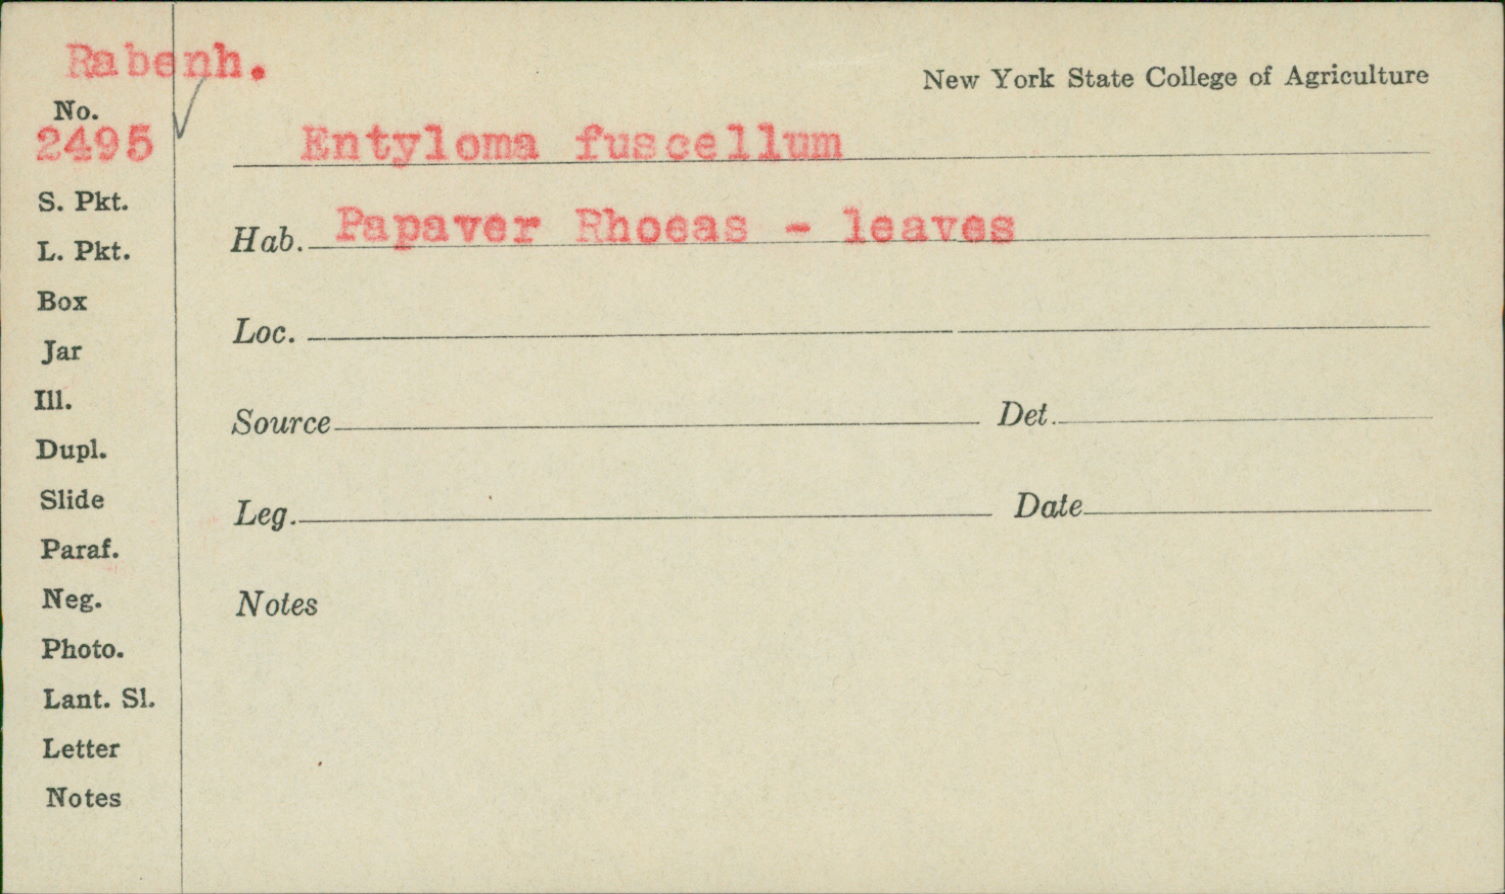 Rabenh.
New York State College of Agriculture
No.
2495
Entyloma fuscellum
S. Pkt.
Hab. Papaver Rhoeas - leaves
L. Pkt.
Box
Loc.
Jar
Ill.
Source Det.
Dupl.
Slide
Leg. Date
Paraf.
Neg.
Notes
Photo.
Lant. Sl.
Letter
Notes